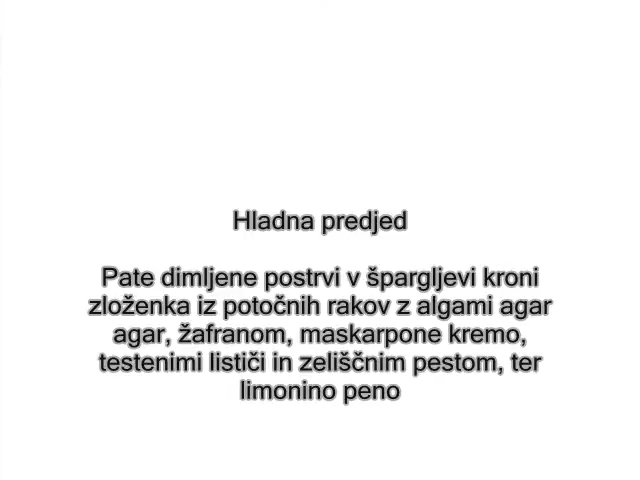 Hladna predjed
Pate dimljene postrvi v špargljevi kroni
zloženka iz potočnih rakov z algami agar
agar, žafranom, maskarpone kremo,
testenimi lističi in zeliščnim pestom, ter
limonino peno